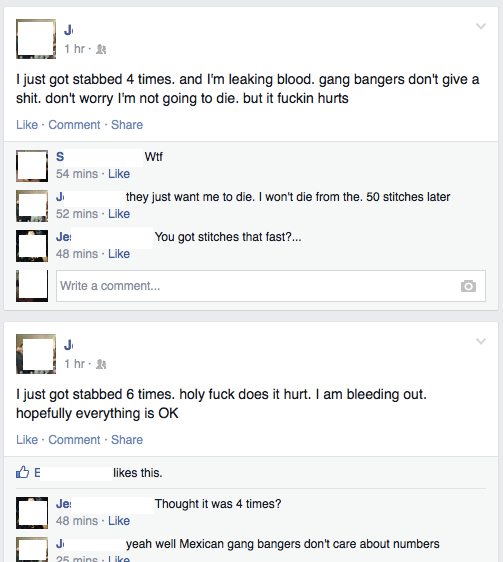 J
1 hr ·
I just got stabbed 4 times. and I'm leaking blood. gang bangers don't give a
shit. don't worry I'm not going to die. but it fuckin hurts
Like · Comment · Share
S Wtf
54 mins · Like
J they just want me to die. I won't die from the. 50 stitches later
52 mins · Like
Je You got stitches that fast?...
48 mins · Like
Write a comment...
J
1 hr ·
I just got stabbed 6 times. holy fuck does it hurt. I am bleeding out.
hopefully everything is OK
Like · Comment · Share
E likes this.
Jes Thought it was 4 times?
48 mins · Like
J yeah well Mexican gang bangers don't care about numbers
25 mins · Like